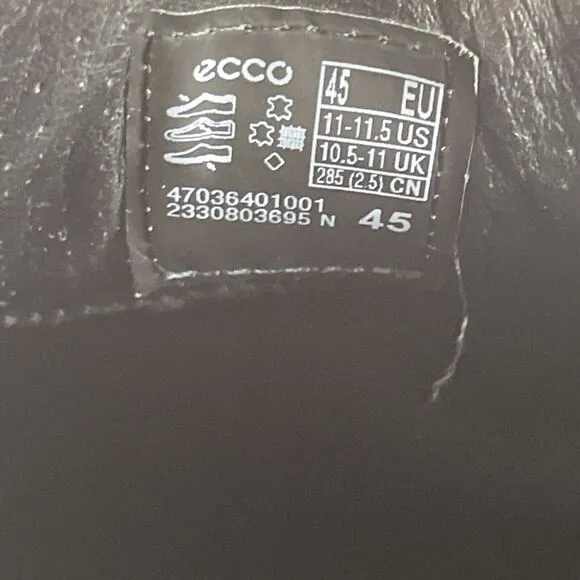 ecco
45 EU
11-11.5 US
10.5-11 UK
285 (2.5) CN
47036401001
2330803695 N 45